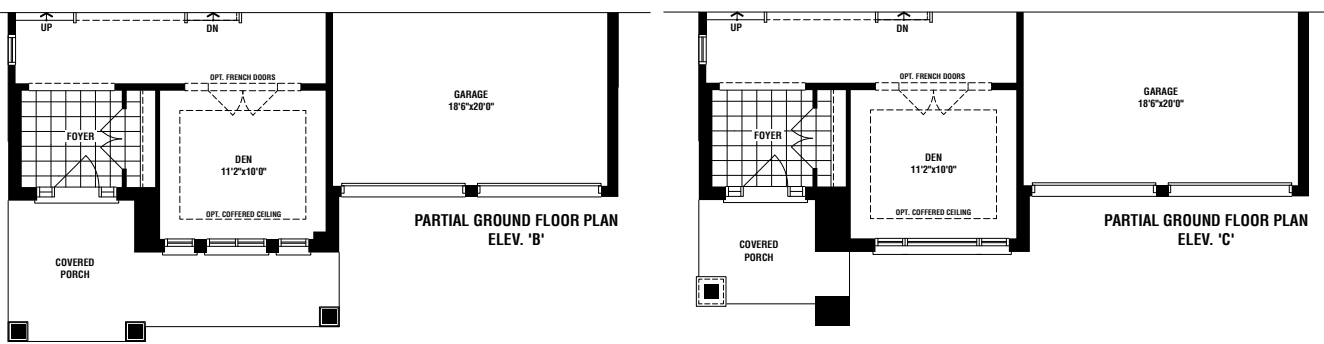 UP
DN
OPT. FRENCH DOORS
GARAGE
18'6"x20'0"
FOYER
DEN
11'2"x10'0"
OPT. COFFERED CEILING
PARTIAL GROUND FLOOR PLAN
ELEV. 'B'
COVERED
PORCH
UP
DN
OPT. FRENCH DOORS
GARAGE
18'6"x20'0"
FOYER
DEN
11'2"x10'0"
OPT. COFFERED CEILING
PARTIAL GROUND FLOOR PLAN
ELEV. 'C'
COVERED
PORCH